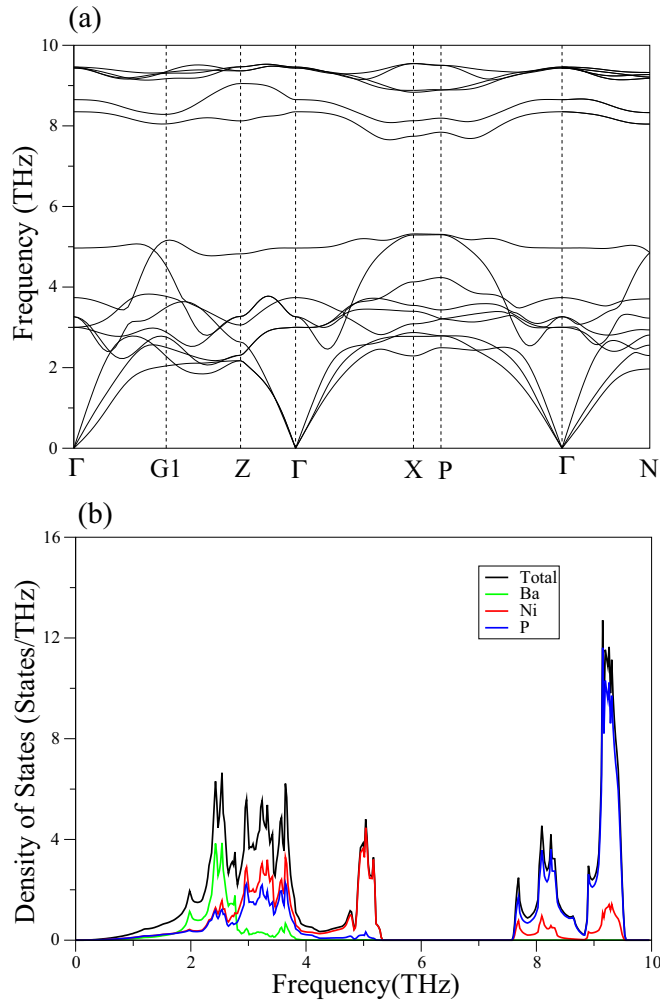 (a)
10
8
6
4
2
0
Frequency (THz)
Γ G1 Z Γ X P Γ N
(b)
16
12
8
4
0
Density of States (States/THz)
Total
Ba
Ni
P
0 2 4 6 8 10
Frequency(THz)